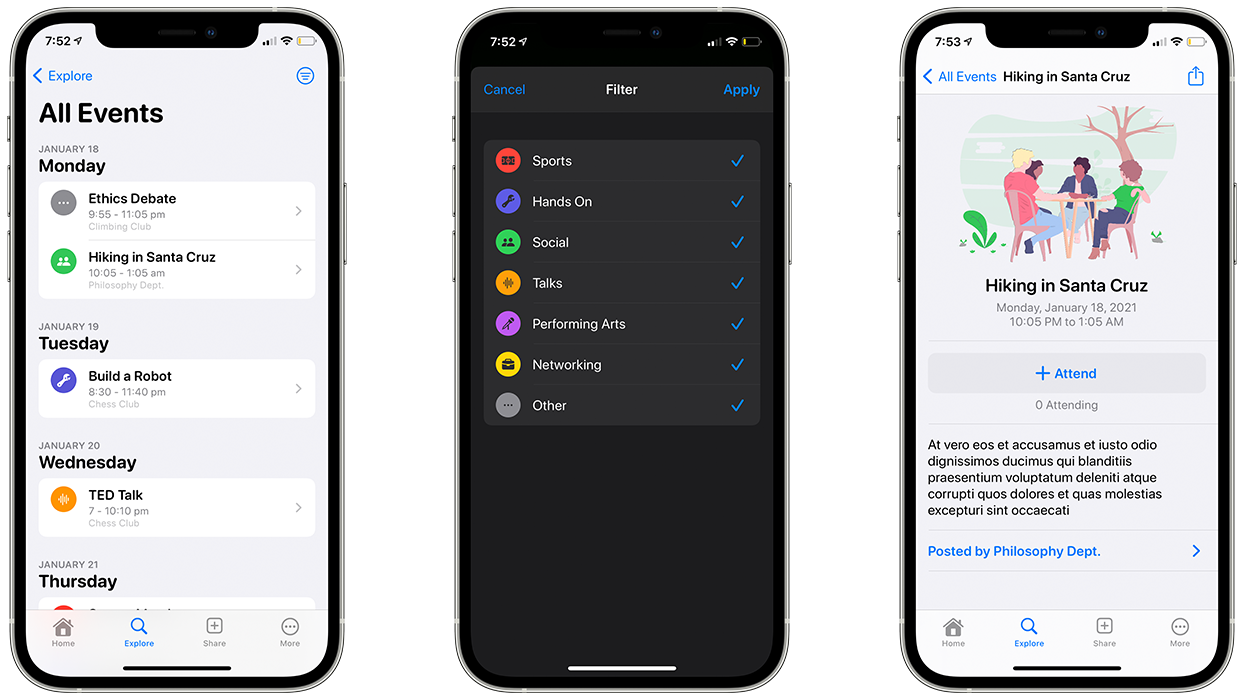 7:52
Explore
All Events
JANUARY 18
Monday
Ethics Debate
9:55 - 11:05 pm
Climbing Club
Hiking in Santa Cruz
10:05 - 1:05 am
Philosophy Dept.
JANUARY 19
Tuesday
Build a Robot
8:30 - 11:40 pm
Chess Club
JANUARY 20
Wednesday
TED Talk
7 - 10:10 pm
Chess Club
JANUARY 21
Thursday
Home
Explore
Share
More
7:52
Cancel
Filter
Apply
Sports
Hands On
Social
Talks
Performing Arts
Networking
Other
7:53
All Events
Hiking in Santa Cruz
Hiking in Santa Cruz
Monday, January 18, 2021
10:05 PM to 1:05 AM
+ Attend
0 Attending
At vero eos et accusamus et iusto odio
dignissimos ducimus qui blanditiis
praesentium voluptatum deleniti atque
corrupti quos dolores et quas molestias
excepturi sint occaecati
Posted by Philosophy Dept.
Home
Explore
Share
More